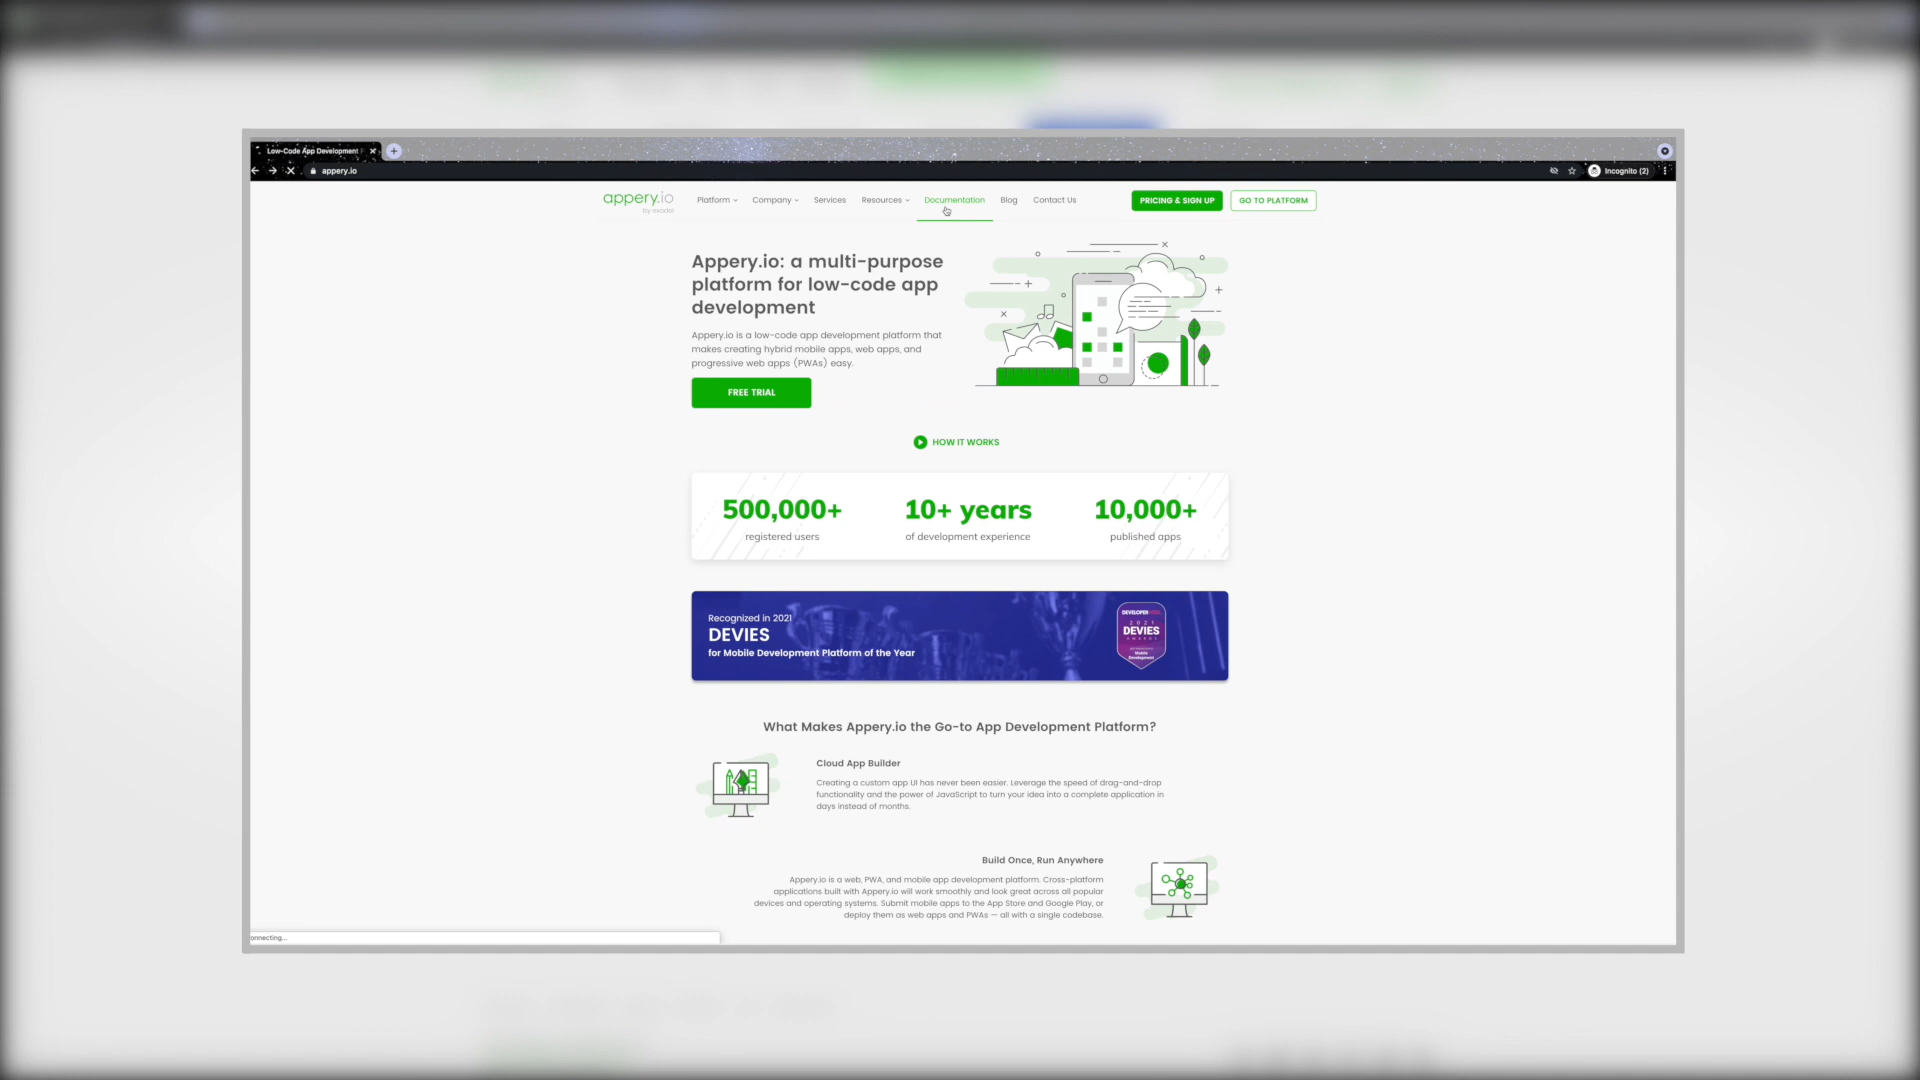 Low-Code App Development
appery.io
Incognito (2)
appery.io
by exadel
Platform
Company
Services
Resources
Documentation
Blog
Contact Us
PRICING & SIGN UP
GO TO PLATFORM
Appery.io: a multi-purpose
platform for low-code app
development
Appery.io is a low-code app development platform that
makes creating hybrid mobile apps, web apps, and
progressive web apps (PWAs) easy.
FREE TRIAL
HOW IT WORKS
500,000+
registered users
10+ years
of development experience
10,000+
published apps
Recognized in 2021
DEVIES
for Mobile Development Platform of the Year
DEVELOPER
2021
DEVIES
AWARDS
Mobile
Development
What Makes Appery.io the Go-to App Development Platform?
Cloud App Builder
Creating a custom app UI has never been easier. Leverage the speed of drag-and-drop
functionality and the power of JavaScript to turn your idea into a complete application in
days instead of months.
Build Once, Run Anywhere
Appery.io is a web, PWA, and mobile app development platform. Cross-platform
applications built with Appery.io will work smoothly and look great across all popular
devices and operating systems. Submit mobile apps to the App Store and Google Play, or
deploy them as web apps and PWAs — all with a single codebase.
onnecting...